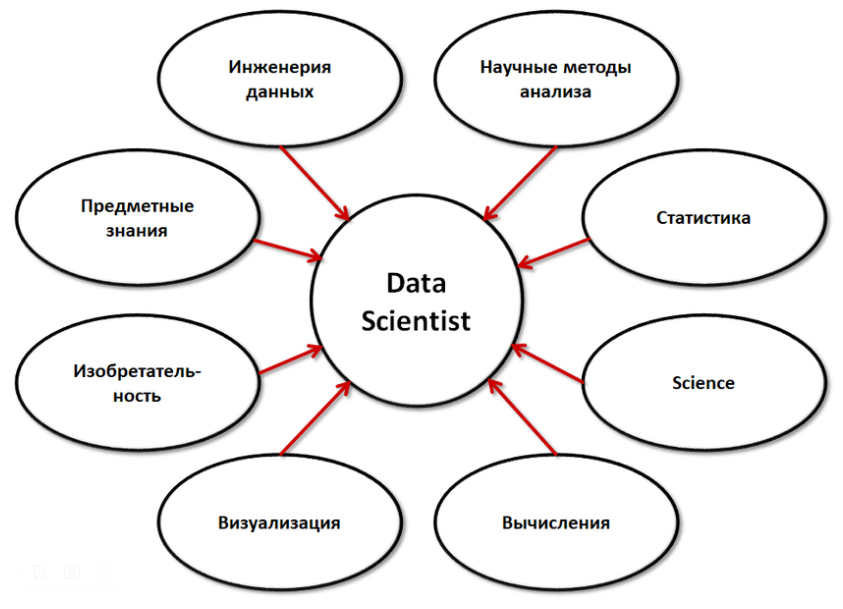 Инженерия
данных
Научные методы
анализа
Предметные
знания
Статистика
Data
Scientist
Изобретатель-
ность
Science
Визуализация
Вычисления